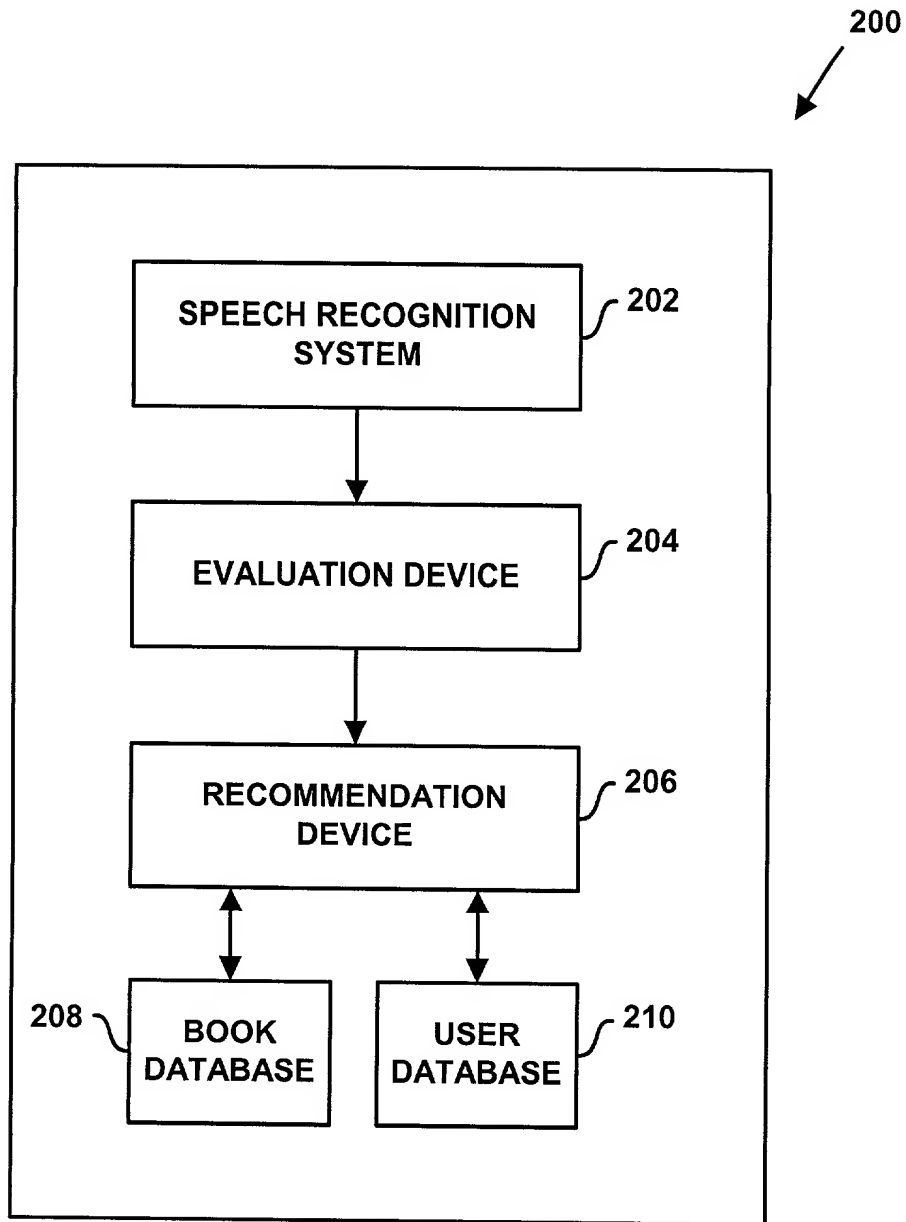 200
SPEECH RECOGNITION
SYSTEM
202
EVALUATION DEVICE
204
RECOMMENDATION
DEVICE
206
208
BOOK
DATABASE
USER
DATABASE
210